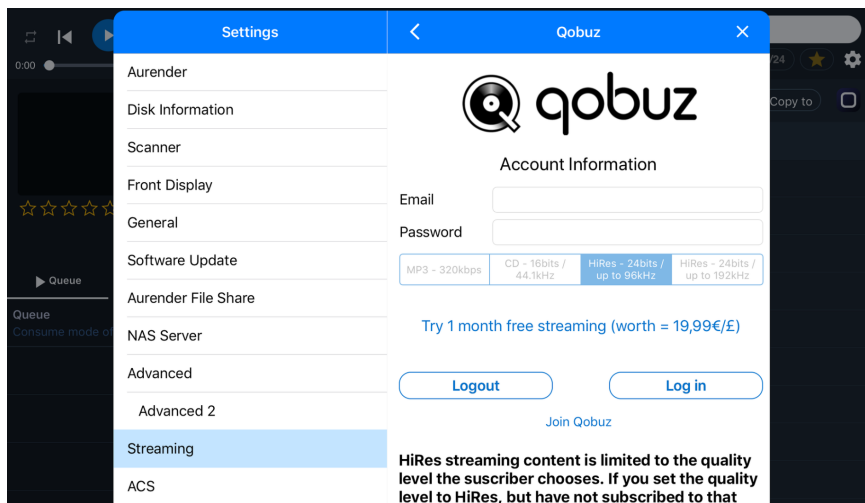 Settings
Qobuz
0:00
/24
Copy to
Queue
Queue
Consume mode of
Aurender
Disk Information
Scanner
Front Display
General
Software Update
Aurender File Share
NAS Server
Advanced
Advanced 2
Streaming
ACS
qobuz
Account Information
Email
Password
MP3 - 320kbps
CD - 16bits /
44.1kHz
HiRes - 24bits /
up to 96kHz
HiRes - 24bits /
up to 192kHz
Try 1 month free streaming (worth = 19,99€/£)
Logout
Log in
Join Qobuz
HiRes streaming content is limited to the quality
level the suscriber chooses. If you set the quality
level to HiRes, but have not subscribed to that